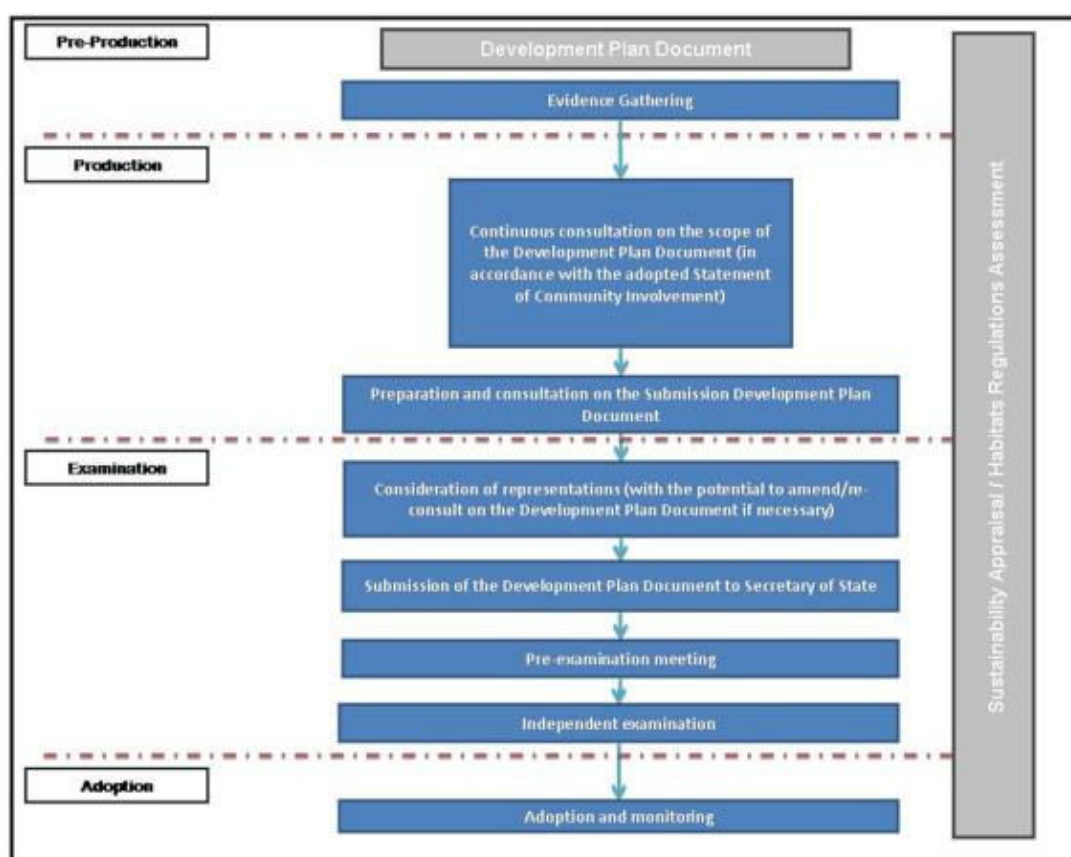 Pre-Production
Development Plan Document
Evidence Gathering
Production
Continuous consultation on the scope of
the Development Plan Document (in
accordance with the adopted Statement
of Community Involvement)
Preparation and consultation on the Submission Development Plan
Document
Examination
Consideration of representations (with the potential to amend/re-
consult on the Development Plan Document if necessary)
Submission of the Development Plan Document to Secretary of State
Pre-examination meeting
Independent examination
Adoption
Adoption and monitoring
Sustainability Appraisal / Habitats Regulations Assessment